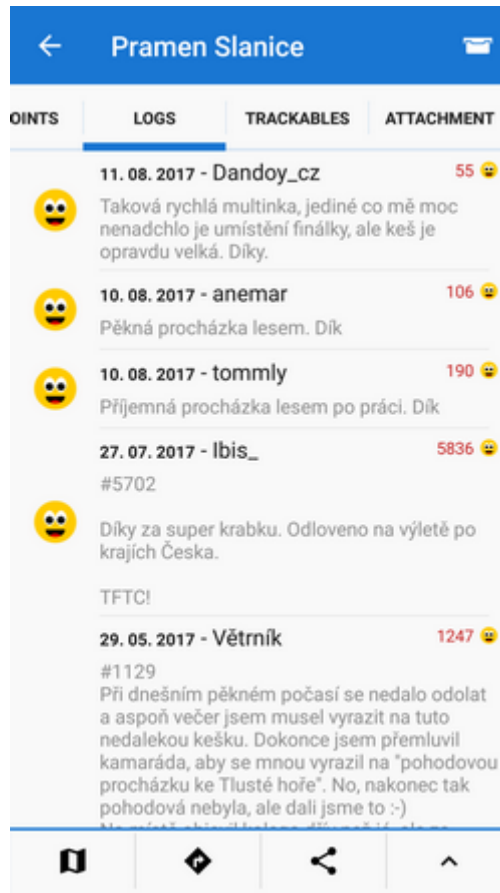 Pramen Slanice
OINTS LOGS TRACKABLES ATTACHMENT
11. 08. 2017 - Dandoy_cz 55
Taková rychlá multinka, jediné co mě moc
nenadchlo je umístění finálky, ale keš je
opravdu velká. Díky.
10. 08. 2017 - anemar 106
Pěkná procházka lesem. Dík
10. 08. 2017 - tommly 190
Příjemná procházka lesem po práci. Dík
27. 07. 2017 - Ibis_ 5836
#5702
Díky za super krabku. Odloveno na výletě po
krajích Česka.
TFTC!
29. 05. 2017 - Větrník 1247
#1129
Při dnešním pěkném počasí se nedalo odolat
a aspoň večer jsem musel vyrazit na tuto
nedalekou kešku. Dokonce jsem přemluvil
kamaráda, aby se mnou vyrazil na "pohodovou
procházku ke Tlusté hoře". No, nakonec tak
pohodová nebyla, ale dali jsme to :-)